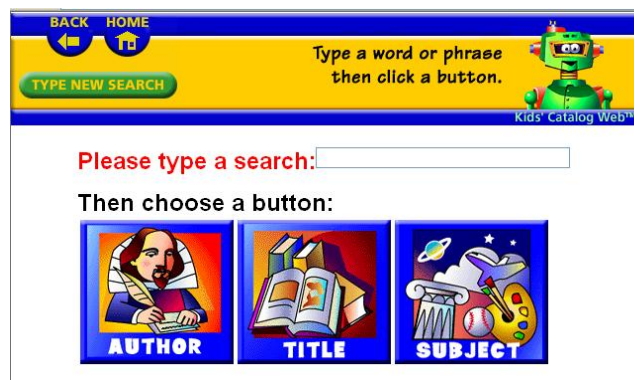 BACK HOME
Type a word or phrase
then click a button.
TYPE NEW SEARCH
Kids' Catalog Web™
Please type a search:
Then choose a button:
AUTHOR TITLE SUBJECT